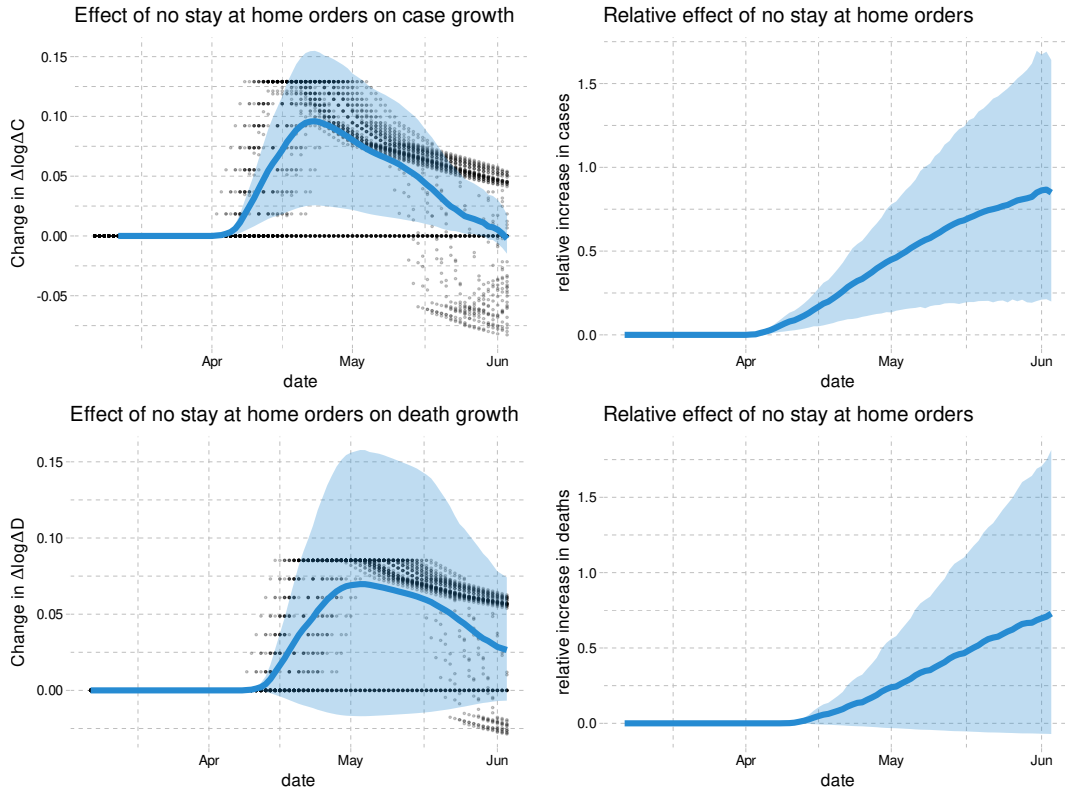 Effect of no stay at home orders on case growth
Change in ΔlogΔC
0.15
0.10
0.05
0.00
-0.05
Apr
May
Jun
date
Relative effect of no stay at home orders
relative increase in cases
1.5
1.0
0.5
0.0
Apr
May
Jun
date
Effect of no stay at home orders on death growth
Change in ΔlogΔD
0.15
0.10
0.05
0.00
Apr
May
Jun
date
Relative effect of no stay at home orders
relative increase in deaths
1.5
1.0
0.5
0.0
Apr
May
Jun
date